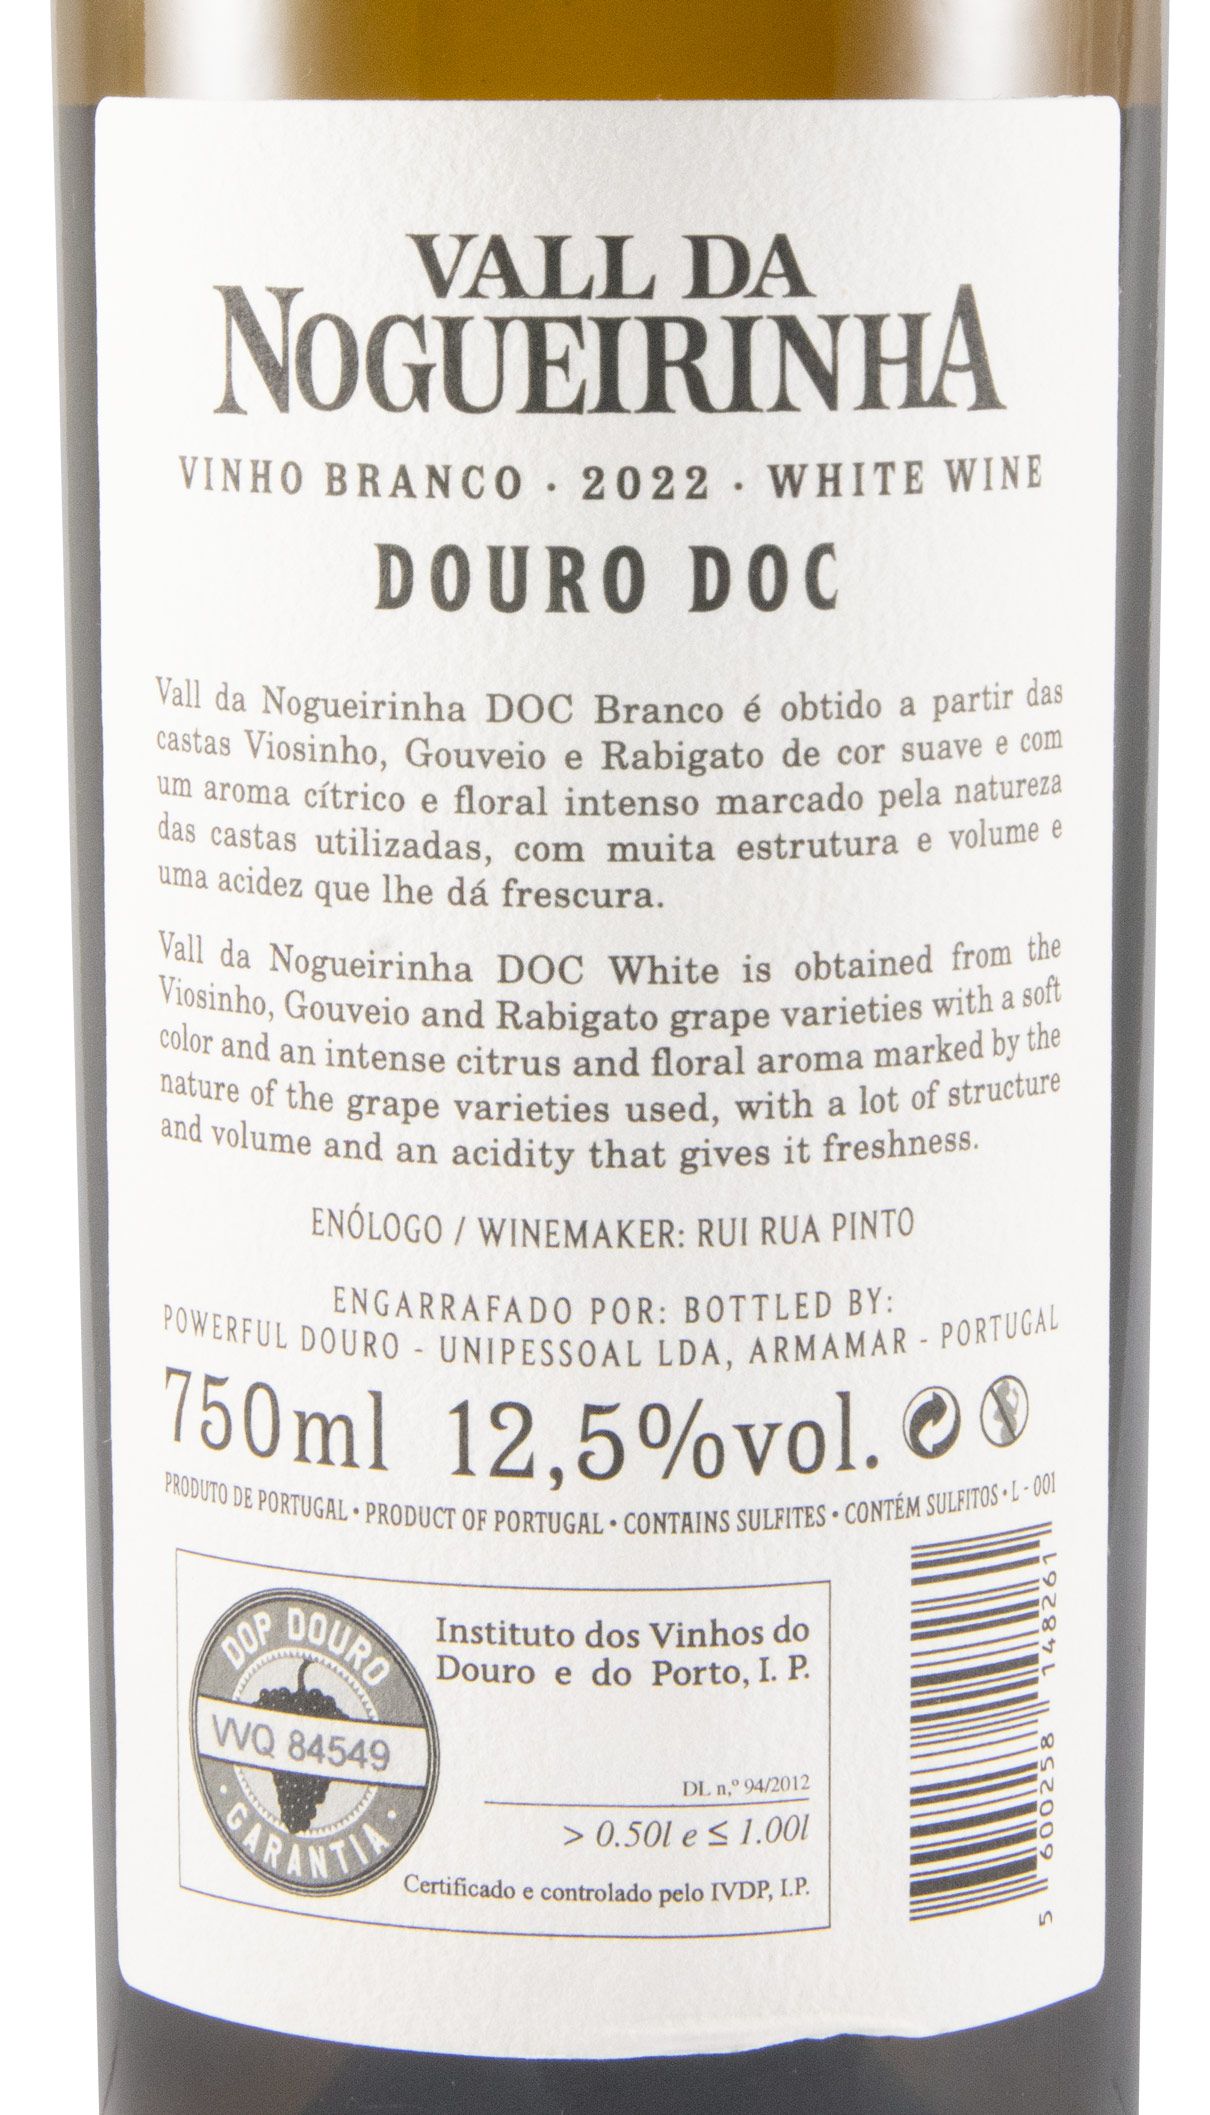 VALL DA
NOGUEIRINHA
VINHO BRANCO · 2022 · WHITE WINE
DOURO DOC
Vall da Nogueirinha DOC Branco é obtido a partir das
castas Viosinho, Gouveio e Rabigato de cor suave e com
um aroma cítrico e floral intenso marcado pela natureza
das castas utilizadas, com muita estrutura e volume e
uma acidez que lhe dá frescura.
Vall da Nogueirinha DOC White is obtained from the
Viosinho, Gouveio and Rabigato grape varieties with a soft
color and an intense citrus and floral aroma marked by the
nature of the grape varieties used, with a lot of structure
and volume and an acidity that gives it freshness.
ENÓLOGO / WINEMAKER: RUI RUA PINTO
ENGARRAFADO POR: BOTTLED BY:
POWERFUL DOURO - UNIPESSOAL LDA, ARMAMAR - PORTUGAL
750ml 12,5%vol.
PRODUTO DE PORTUGAL • PRODUCT OF PORTUGAL • CONTAINS SULFITES • CONTÉM SULFITOS • L - 001
DOP DOURO
VVQ 84549
· GARANTIA ·
Instituto dos Vinhos do
Douro e do Porto, I. P.
DL n,º 94/2012
> 0.50l e ≤ 1.00l
Certificado e controlado pelo IVDP, I.P.
5 600258 148261